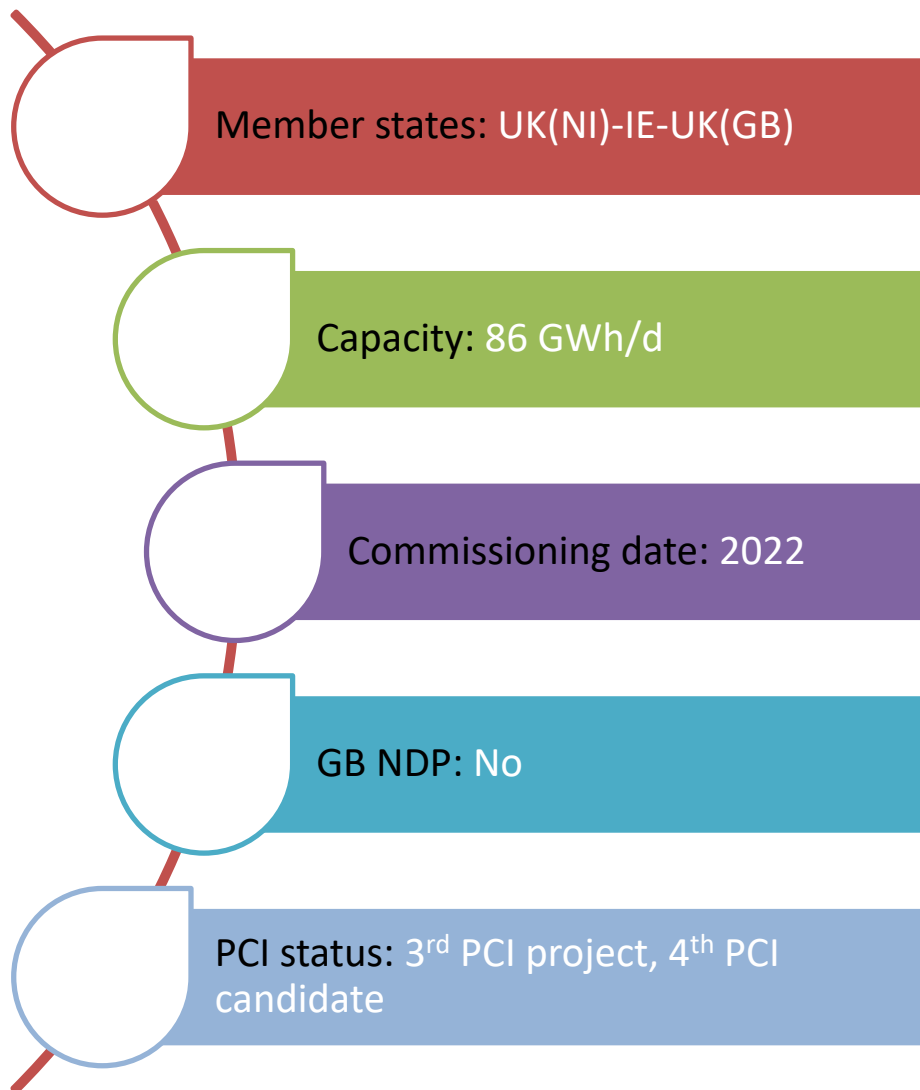 Member states: UK(NI)-IE-UK(GB)
Capacity: 86 GWh/d
Commissioning date: 2022
GB NDP: No
PCI status: 3rd PCI project, 4th PCI
candidate